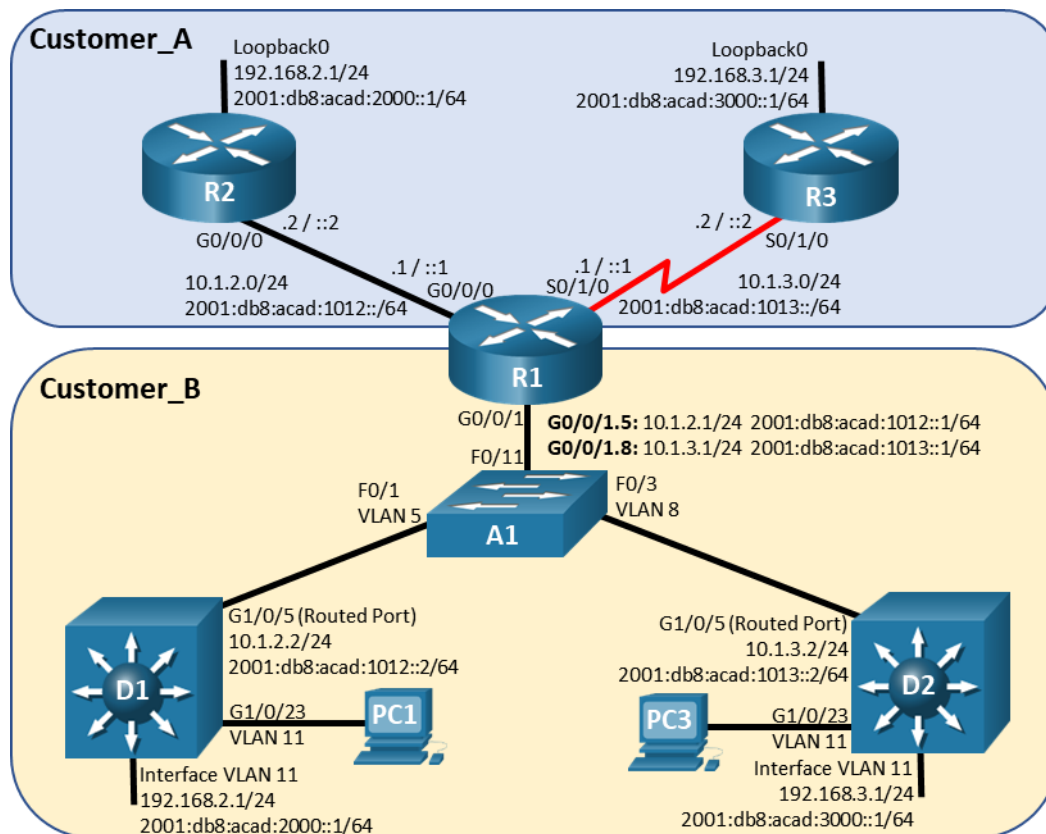 Customer_A
Loopback0
192.168.2.1/24
2001:db8:acad:2000::1/64
Loopback0
192.168.3.1/24
2001:db8:acad:3000::1/64
R2
R3
.2 / ::2
G0/0/0
.2 / ::2
S0/1/0
.1 / ::1
G0/0/0
.1 / ::1
S0/1/0
10.1.2.0/24
2001:db8:acad:1012::/64
10.1.3.0/24
2001:db8:acad:1013::/64
R1
Customer_B
G0/0/1
G0/0/1.5: 10.1.2.1/24 2001:db8:acad:1012::1/64
G0/0/1.8: 10.1.3.1/24 2001:db8:acad:1013::1/64
F0/11
F0/1
VLAN 5
F0/3
VLAN 8
A1
G1/0/5 (Routed Port)
10.1.2.2/24
2001:db8:acad:1012::2/64
G1/0/5 (Routed Port)
10.1.3.2/24
2001:db8:acad:1013::2/64
D1
D2
G1/0/23
VLAN 11
PC1
PC3
G1/0/23
VLAN 11
Interface VLAN 11
192.168.2.1/24
2001:db8:acad:2000::1/64
Interface VLAN 11
192.168.3.1/24
2001:db8:acad:3000::1/64